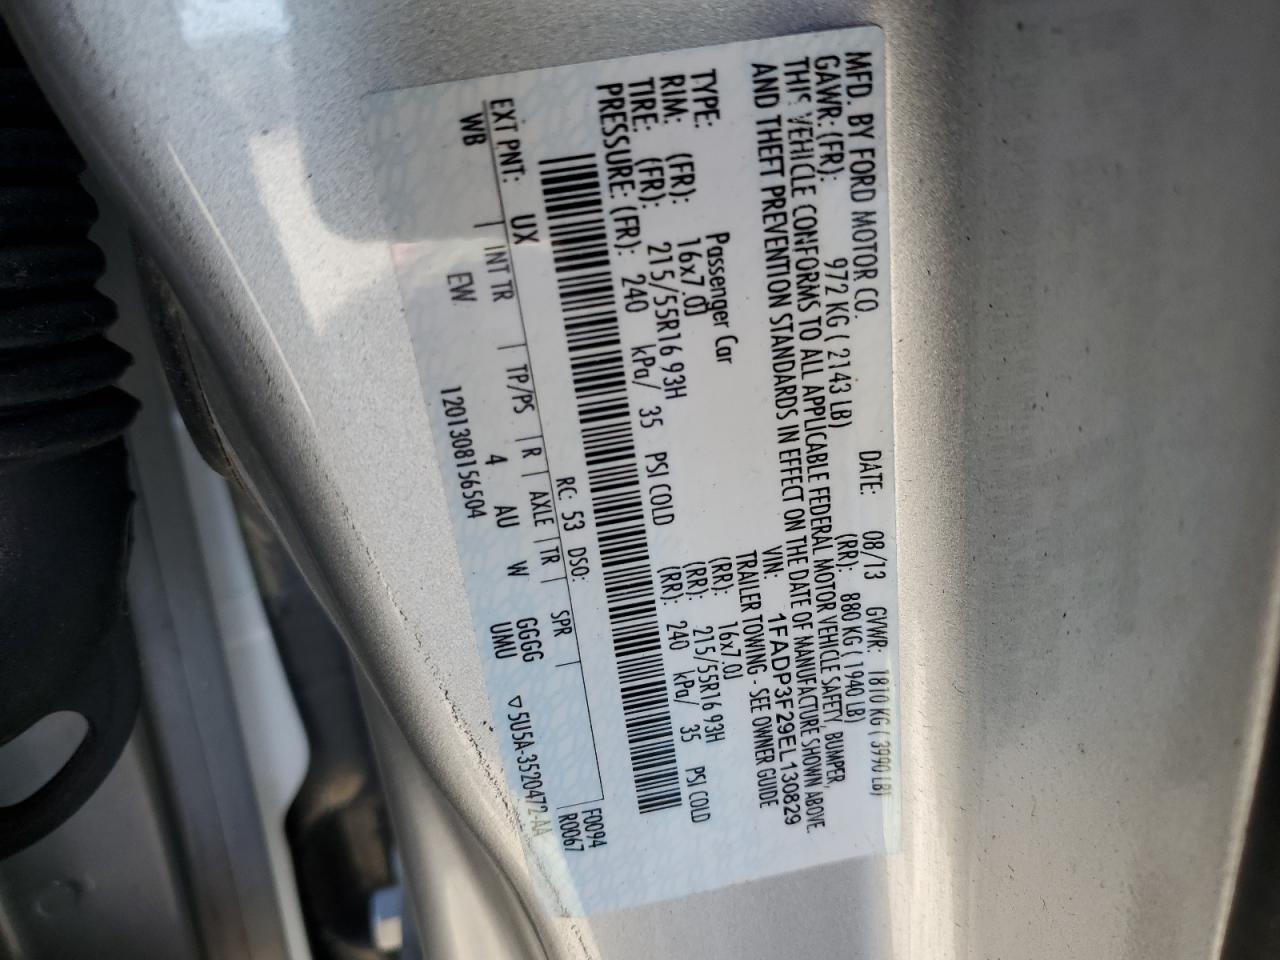 MFD. BY FORD MOTOR CO.
DATE: 08/13 GVWR: 1810 KG ( 3990 LB)
GAWR: (FR): 972 KG ( 2143 LB)
(RR): 880 KG ( 1940 LB)
THIS VEHICLE CONFORMS TO ALL APPLICABLE FEDERAL MOTOR VEHICLE SAFETY, BUMPER,
AND THEFT PREVENTION STANDARDS IN EFFECT ON THE DATE OF MANUFACTURE SHOWN ABOVE.
VIN: 1FADP3F29EL130829
TYPE: Passenger Car
TRAILER TOWING - SEE OWNER GUIDE
RIM: (FR): 16x7.0J (RR): 16x7.0J
TIRE: (FR): 215/55R16 93H (RR): 215/55R16 93H
PRESSURE: (FR): 240 kPa/ 35 PSI COLD (RR): 240 kPa/ 35 PSI COLD
RC: 53 DSO: F0094
EXT PNT: UX R0067
INT TR TP/PS R AXLE TR SPR
WB EW 4 AU W GGGG
UMU
1201308156504 ▽5U5A-3520472-AA